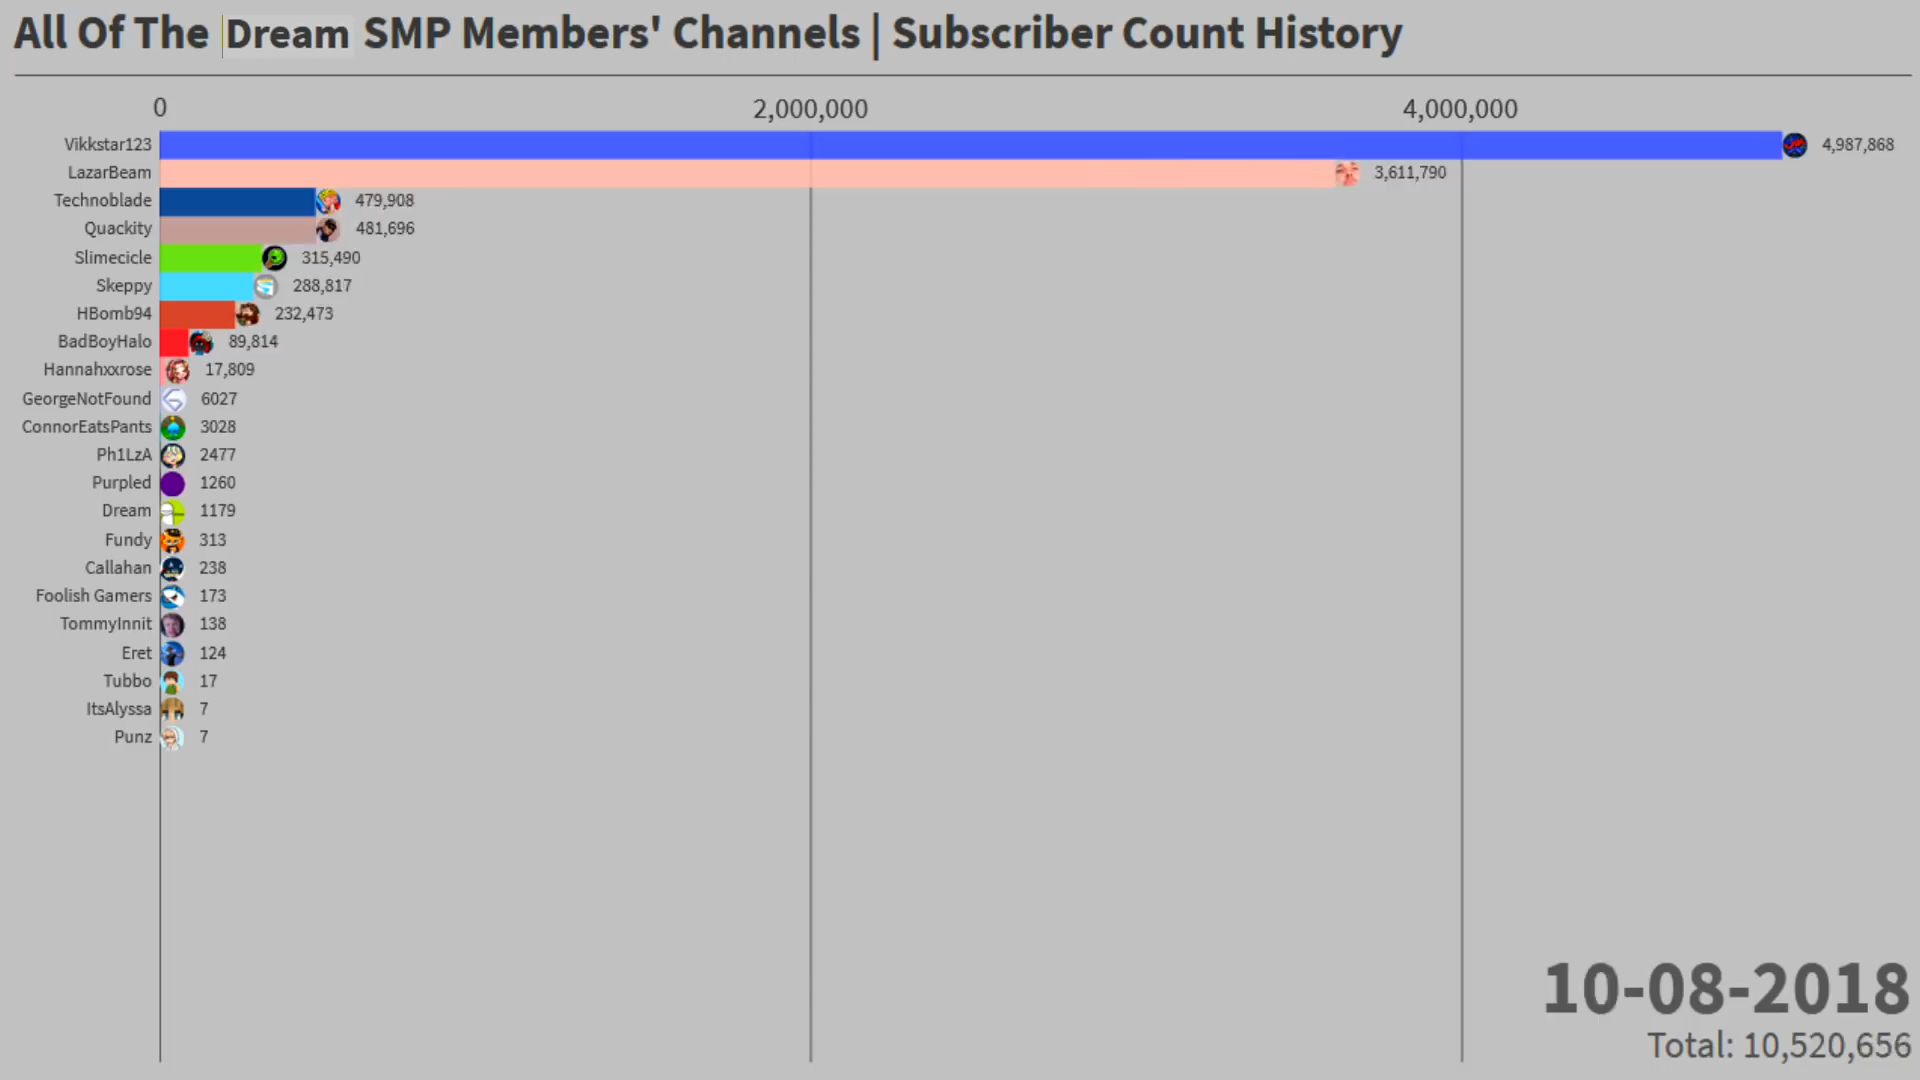 All Of The Dream SMP Members' Channels | Subscriber Count History
0 2,000,000 4,000,000
Vikkstar123 4,987,868
LazarBeam 3,611,790
Technoblade 479,908
Quackity 481,696
Slimecicle 315,490
Skeppy 288,817
HBomb94 232,473
BadBoyHalo 89,814
Hannahxxrose 17,809
GeorgeNotFound 6027
ConnorEatsPants 3028
Ph1LzA 2477
Purpled 1260
Dream 1179
Fundy 313
Callahan 238
Foolish Gamers 173
TommyInnit 138
Eret 124
Tubbo 17
ItsAlyssa 7
Punz 7
10-08-2018
Total: 10,520,656